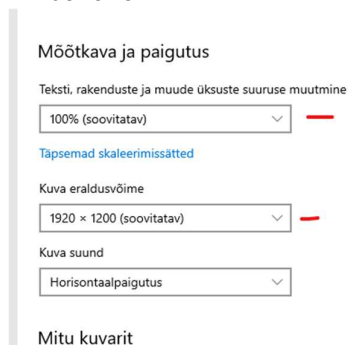 Mõõtkava ja paigutus
Teksti, rakenduste ja muude üksuste suuruse muutmine
100% (soovitatav)
Täpsemad skaleerimissätted
Kuva eraldusvõime
1920 × 1200 (soovitatav)
Kuva suund
Horisontaalpaigutus
Mitu kuvarit